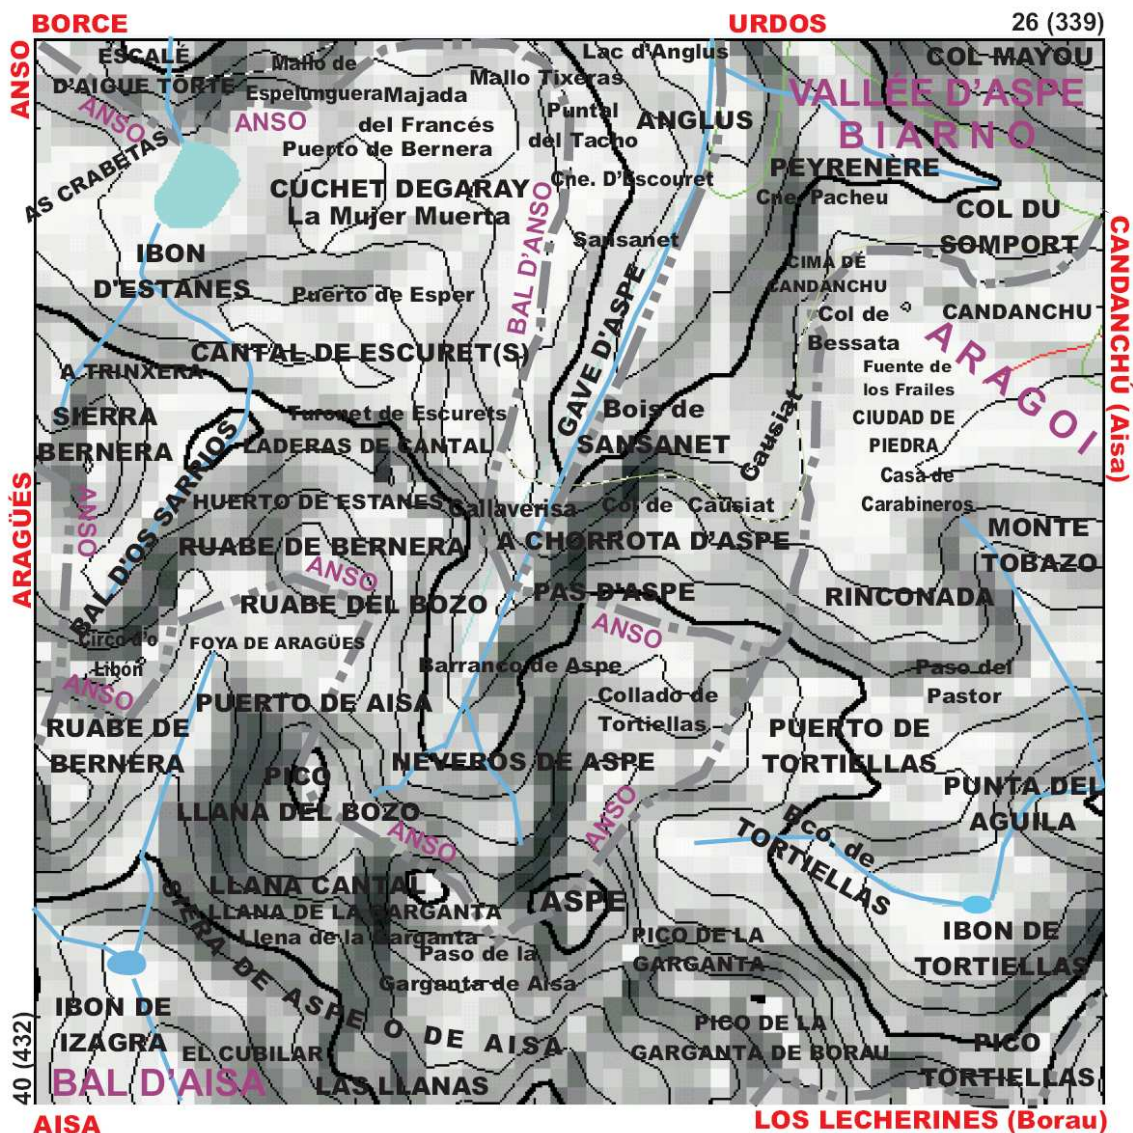 BORCE
URDOS
26 (339)
ANSO
ESCALÉ
D'AIGUE TORTE
Mallo de
Espelunguera
Majada
del Francés
Puerto de Bernera
Lac d'Anglus
Mallo Tixeras
Puntal
del Tacho
ANGLUS
COL MAYOU
VALLÉE D'ASPE
BIARNO
ANSO
ANSO
AS CRABETAS
CUCHET DEGARAY
La Mujer Muerta
Cne. D'Escouret
PEYRENERE
Cne. Pacheu
COL DU
SOMPORT
BAL D'ANSO
Sansanet
IBON
D'ESTANES
Puerto de Esper
GAVE D'ASPE
CIMA DE
CANDANCHU
CANDANCHU
Col de
Bessata
ARAGOI
CANDANCHÚ (Aisa)
CANTAL DE ESCURET(S)
A TRINXERA
Fuente de
los Frailes
SIERRA
BERNERA
Turonet de Escurets
LADERAS DE CANTAL
Bois de
SANSANET
Causiat
CIUDAD DE
PIEDRA
Casa de
Carabineros
ARAGÜÉS
ANSO
BAL D'OS SARRIOS
HUERTO DE ESTANES
Callaverisa
Col de Causiat
MONTE
TOBAZO
RUABE DE BERNERA
A CHORROTA D'ASPE
ANSO
RUABE DEL BOZO
PAS D'ASPE
RINCONADA
ANSO
Circo d'o
Libón
FOYA DE ARAGÜES
Barranco de Aspe
Paso del
Pastor
ANSO
PUERTO DE AISA
Collado de
Tortiellas
RUABE DE
BERNERA
PUERTO DE
TORTIELLAS
NEVEROS DE ASPE
PICO
LLANA DEL BOZO
PUNTA DEL
AGUILA
ANSO
ANSO
Bco. de
TORTIELLAS
LLANA CANTAL
ASPE
LLANA DE LA GARGANTA
Llena de la Garganta
Paso de la
Garganta de Aisa
PICO DE LA
GARGANTA
IBON DE
TORTIELLAS
SIERA DE ASPE O DE AISA
IBON DE
IZAGRA
PICO DE LA
GARGANTA DE BORAU
PICO
TORTIELLAS
40 (432)
EL CUBILAR
BAL D'AISA
LAS LLANAS
AISA
LOS LECHERINES (Borau)